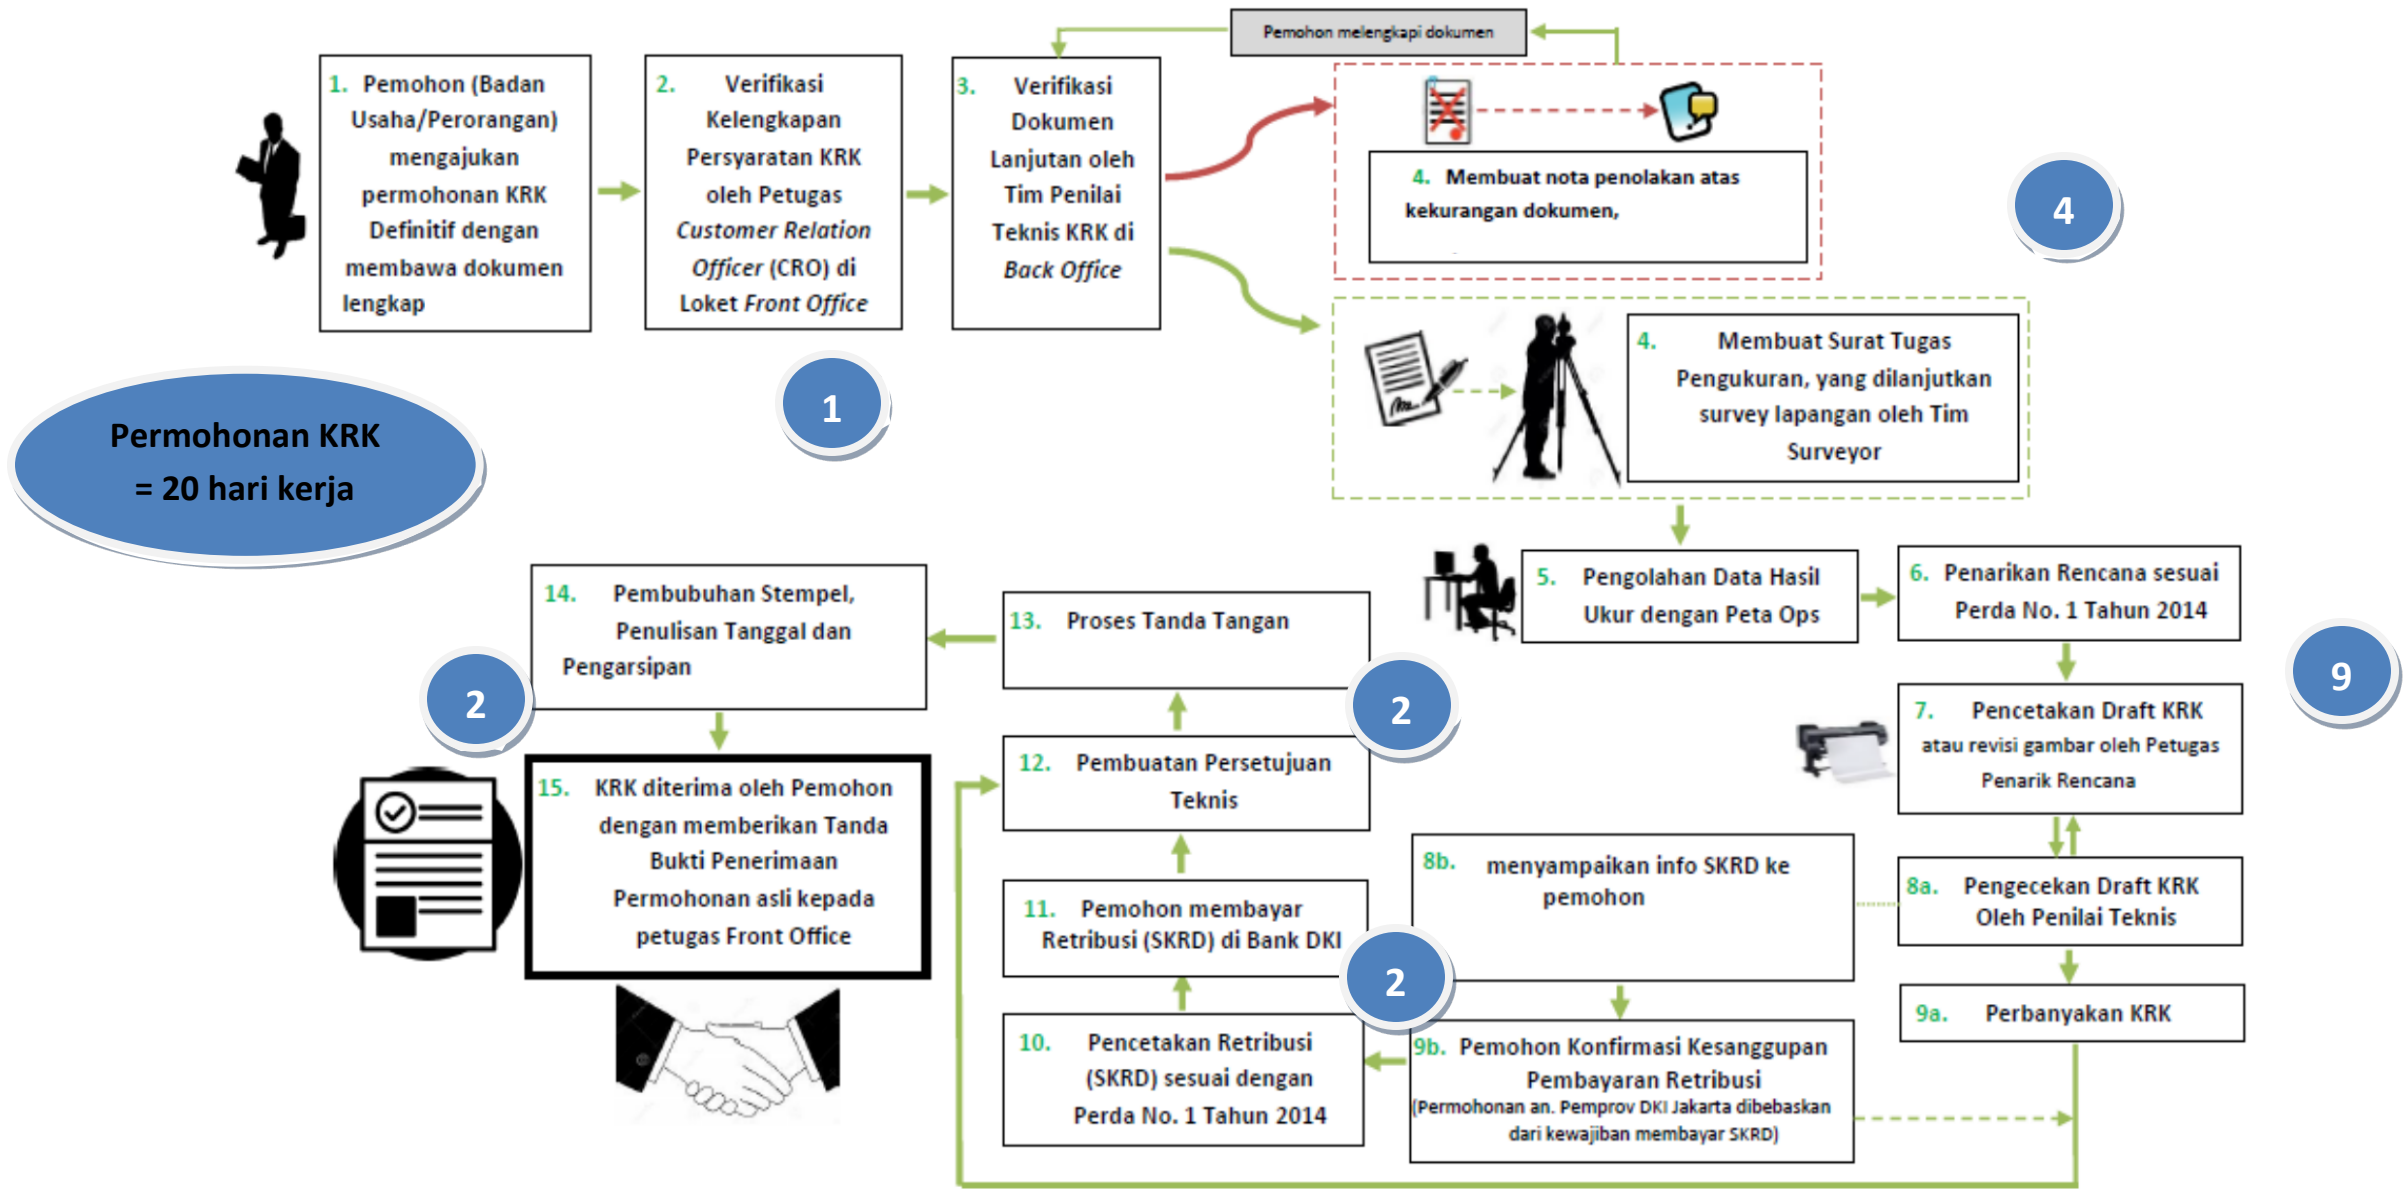 Pemohon melengkapi dokumen
1. Pemohon (Badan
Usaha/Perorangan)
mengajukan
permohonan KRK
Definitif dengan
membawa dokumen
lengkap
2. Verifikasi
Kelengkapan
Persyaratan KRK
oleh Petugas
Customer Relation
Officer (CRO) di
Loket Front Office
3. Verifikasi
Dokumen
Lanjutan oleh
Tim Penilai
Teknis KRK di
Back Office
4. Membuat nota penolakan atas
kekurangan dokumen,
4
4. Membuat Surat Tugas
Pengukuran, yang dilanjutkan
survey lapangan oleh Tim
Surveyor
1
Permohonan KRK
= 20 hari kerja
5. Pengolahan Data Hasil
Ukur dengan Peta Ops
6. Penarikan Rencana sesuai
Perda No. 1 Tahun 2014
9
7. Pencetakan Draft KRK
atau revisi gambar oleh Petugas
Penarik Rencana
8a. Pengecekan Draft KRK
Oleh Penilai Teknis
8b. menyampaikan info SKRD ke
pemohon
9a. Perbanyakan KRK
9b. Pemohon Konfirmasi Kesanggupan
Pembayaran Retribusi
(Permohonan an. Pemprov DKI Jakarta dibebaskan
dari kewajiban membayar SKRD)
2
10. Pencetakan Retribusi
(SKRD) sesuai dengan
Perda No. 1 Tahun 2014
11. Pemohon membayar
Retribusi (SKRD) di Bank DKI
12. Pembuatan Persetujuan
Teknis
2
13. Proses Tanda Tangan
14. Pembubuhan Stempel,
Penulisan Tanggal dan
Pengarsipan
2
15. KRK diterima oleh Pemohon
dengan memberikan Tanda
Bukti Penerimaan
Permohonan asli kepada
petugas Front Office